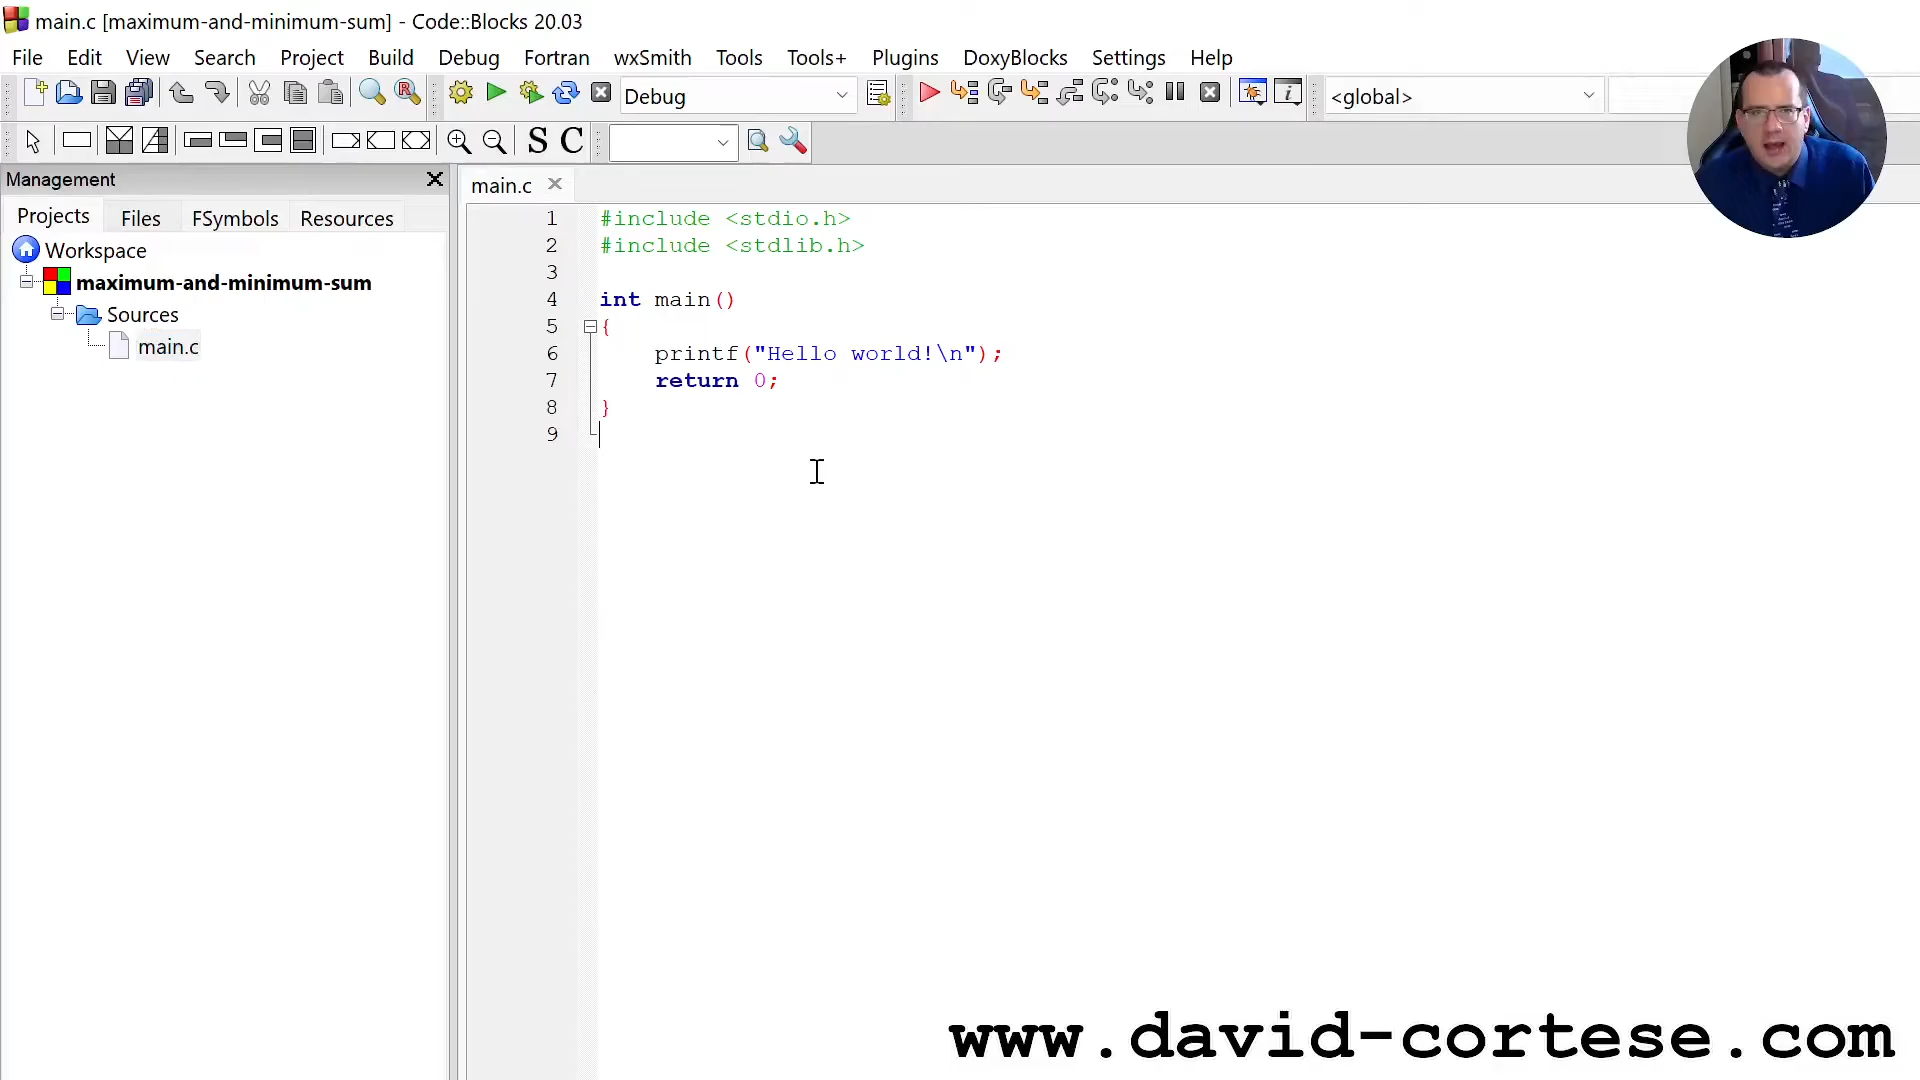 main.c [maximum-and-minimum-sum] - Code::Blocks 20.03
File Edit View Search Project Build Debug Fortran wxSmith Tools Tools+ Plugins DoxyBlocks Settings Help
Debug
<global>
S C
Management
main.c
Projects Files FSymbols Resources
Workspace
maximum-and-minimum-sum
Sources
main.c
1 #include <stdio.h>
2 #include <stdlib.h>
3
4 int main()
5 {
6 printf("Hello world!\n");
7 return 0;
8 }
9
www.david-cortese.com